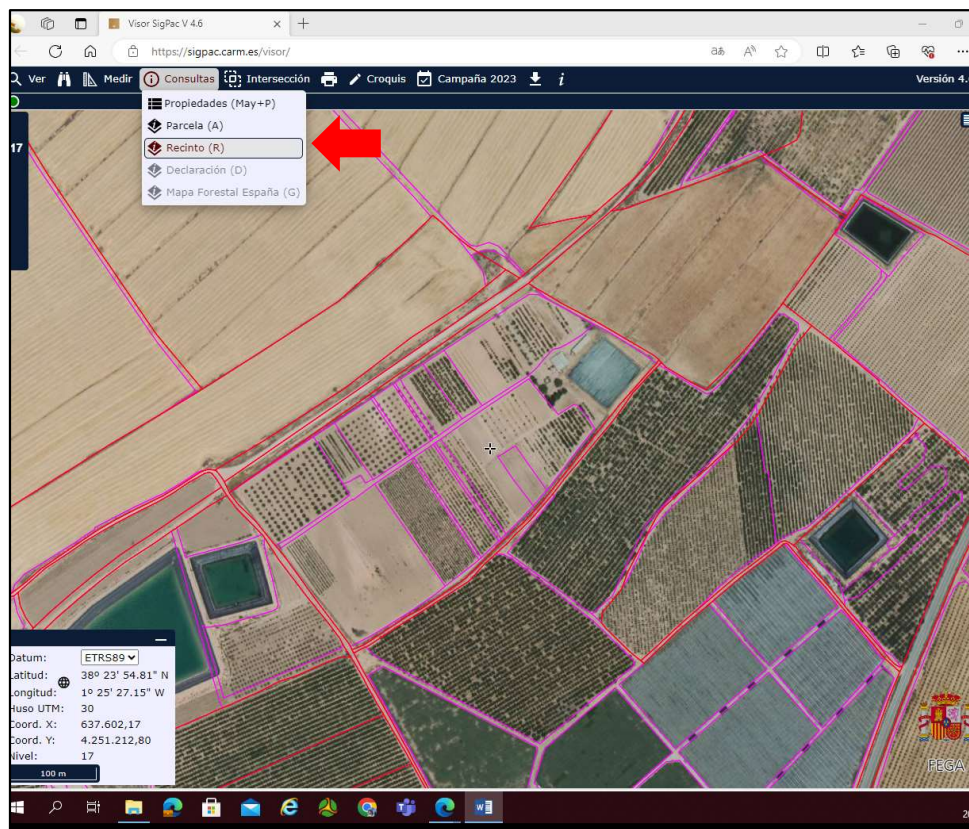 Visor SigPac V 4.6
https://sigpac.carm.es/visor/
Ver Medir Consultas Intersección Croquis Campaña 2023 Versión 4.
Propiedades (May+P)
Parcela (A)
17
Recinto (R)
Declaración (D)
Mapa Forestal España (G)
Datum: ETRS89
Latitud: 38º 23' 54.81" N
Longitud: 1º 25' 27.15" W
Huso UTM: 30
Coord. X: 637.602,17
Coord. Y: 4.251.212,80
Nivel: 17
100 m
FEGA